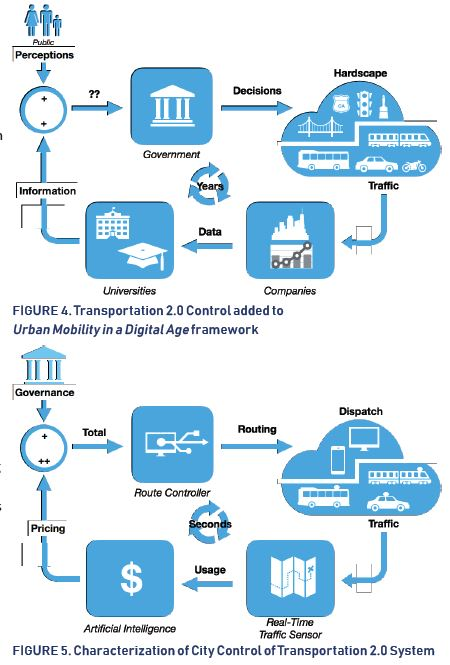 Public
Perceptions
+
+
??
Government
Decisions
Hardscape
CA
Traffic
Years
Information
Universities
Data
Companies
FIGURE 4. Transportation 2.0 Control added to
Urban Mobility in a Digital Age framework
Governance
+
++
Total
Route Controller
Routing
Dispatch
Traffic
Seconds
Pricing
$
Artificial Intelligence
Usage
Real-Time
Traffic Sensor
FIGURE 5. Characterization of City Control of Transportation 2.0 System